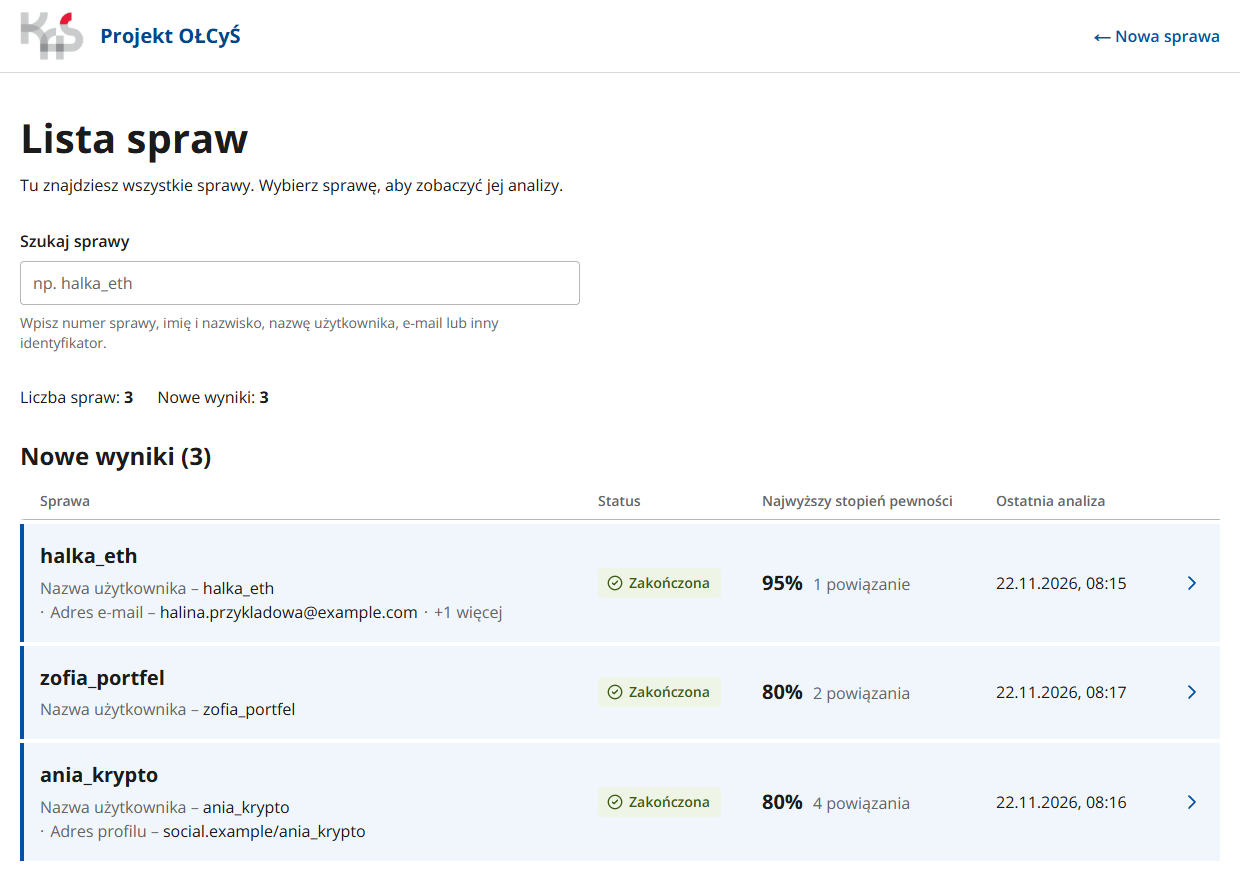 KAS
Projekt OŁCyŚ
← Nowa sprawa
Lista spraw
Tu znajdziesz wszystkie sprawy. Wybierz sprawę, aby zobaczyć jej analizy.
Szukaj sprawy
np. halka_eth
Wpisz numer sprawy, imię i nazwisko, nazwę użytkownika, e-mail lub inny
identyfikator.
Liczba spraw: 3 Nowe wyniki: 3
Nowe wyniki (3)
Sprawa Status Najwyższy stopień pewności Ostatnia analiza
halka_eth
Nazwa użytkownika – halka_eth
· Adres e-mail – halina.przykladowa@example.com · +1 więcej
Zakończona 95% 1 powiązanie 22.11.2026, 08:15
zofia_portfel
Nazwa użytkownika – zofia_portfel
Zakończona 80% 2 powiązania 22.11.2026, 08:17
ania_krypto
Nazwa użytkownika – ania_krypto
· Adres profilu – social.example/ania_krypto
Zakończona 80% 4 powiązania 22.11.2026, 08:16